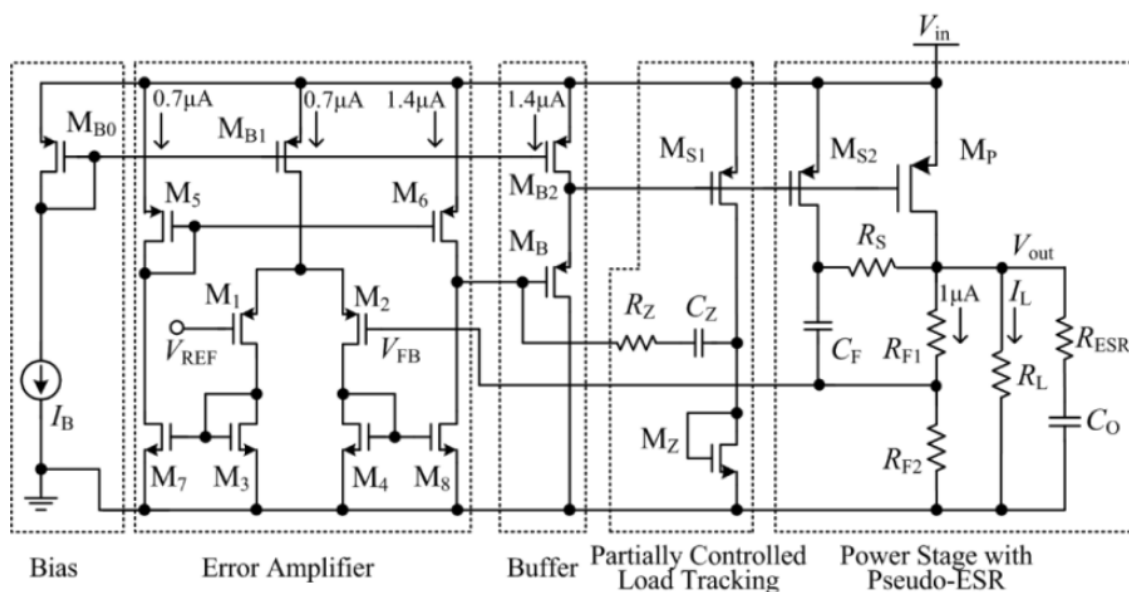 V_in
0.7μA
0.7μA
1.4μA
1.4μA
M_B0
M_B1
M_B2
M_S1
M_S2
M_P
M_5
M_6
M_B
R_S
V_out
M_1
M_2
1μA
I_L
R_Z
C_Z
V_REF
V_FB
C_F
R_F1
R_L
R_ESR
I_B
M_Z
C_O
R_F2
M_7
M_3
M_4
M_8
Bias
Error Amplifier
Buffer
Partially Controlled
Load Tracking
Power Stage with
Pseudo-ESR